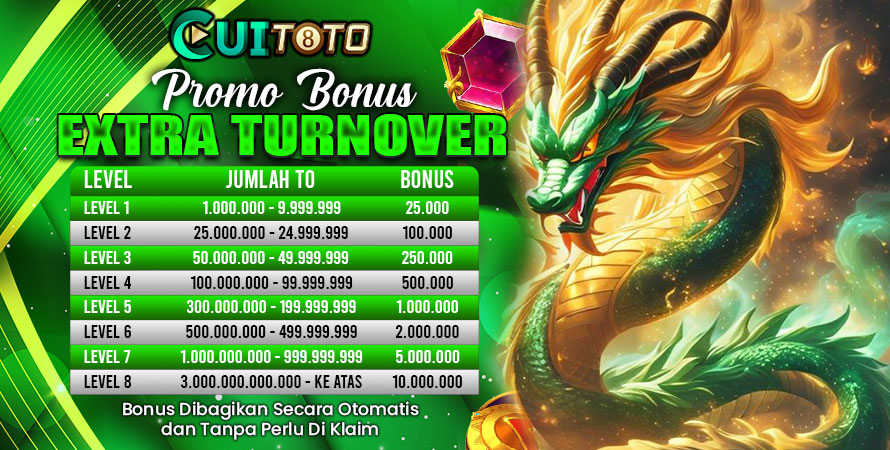 CUITOTO
Promo Bonus
EXTRA TURNOVER
LEVEL JUMLAH TO BONUS
LEVEL 1 1.000.000 - 9.999.999 25.000
LEVEL 2 25.000.000 - 24.999.999 100.000
LEVEL 3 50.000.000 - 49.999.999 250.000
LEVEL 4 100.000.000 - 99.999.999 500.000
LEVEL 5 300.000.000 - 199.999.999 1.000.000
LEVEL 6 500.000.000 - 499.999.999 2.000.000
LEVEL 7 1.000.000.000 - 999.999.999 5.000.000
LEVEL 8 3.000.000.000.000 - KE ATAS 10.000.000
Bonus Dibagikan Secara Otomatis
dan Tanpa Perlu Di Klaim